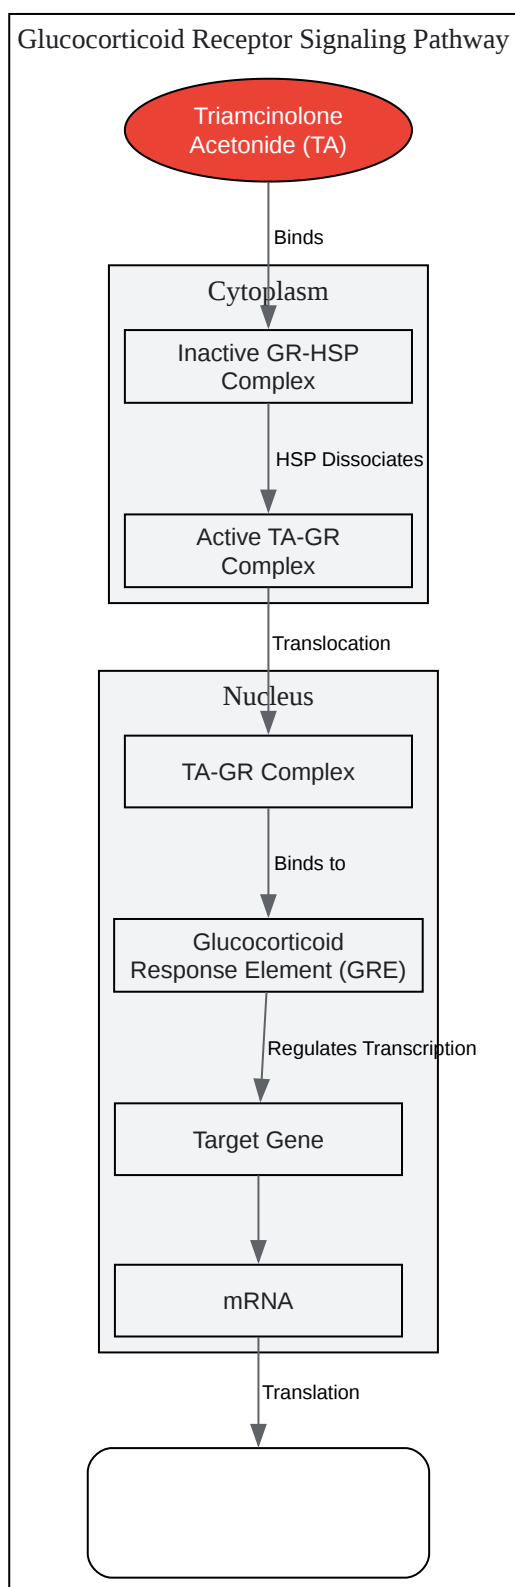 Glucocorticoid Receptor Signaling Pathway
Triamcinolone
Acetonide (TA)
Binds
Cytoplasm
Inactive GR-HSP
Complex
HSP Dissociates
Active TA-GR
Complex
Translocation
Nucleus
TA-GR Complex
Binds to
Glucocorticoid
Response Element (GRE)
Regulates Transcription
Target Gene
mRNA
Translation